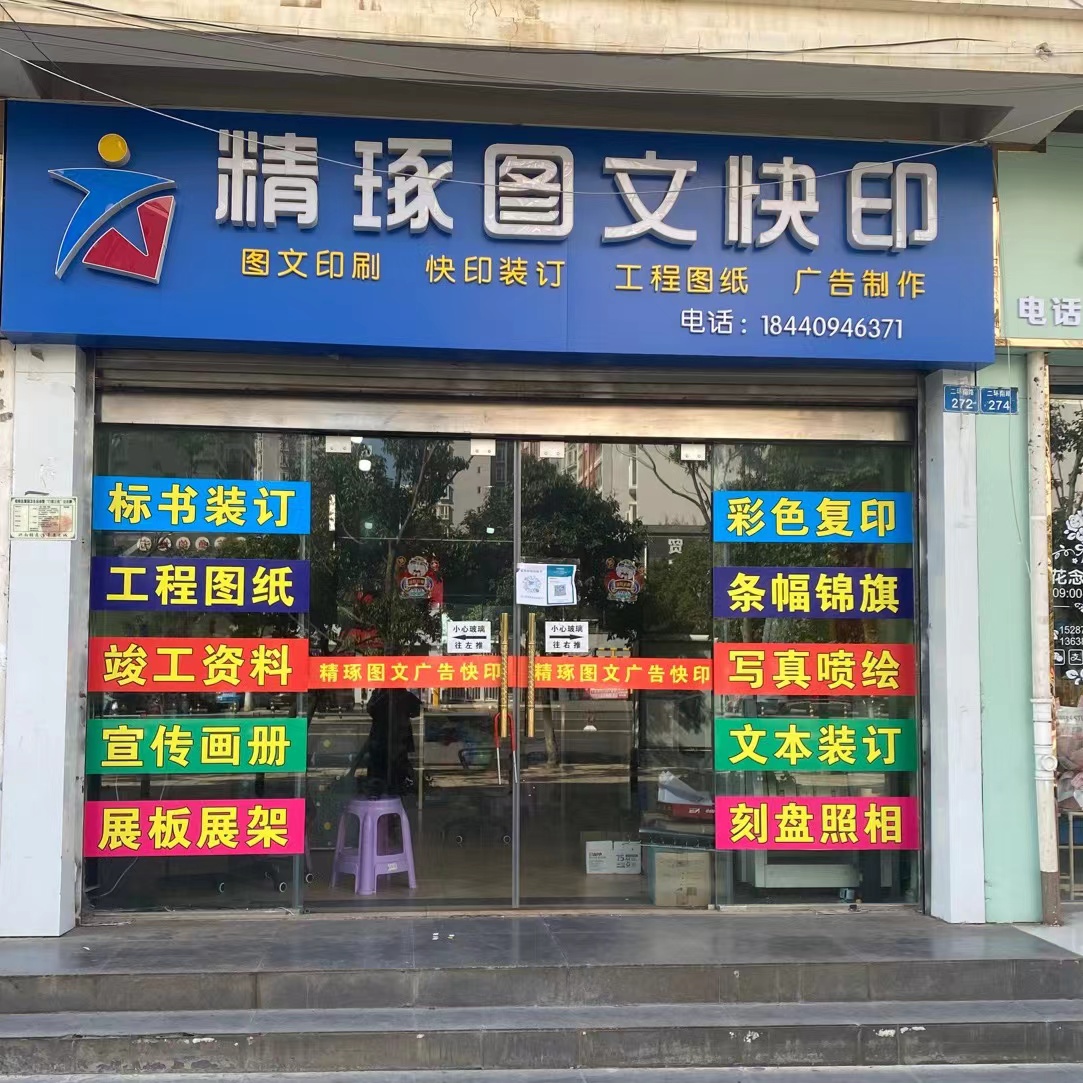 精琢图文快印
图文印刷 快印装订 工程图纸 广告制作
电话：18440946371
电话
272
274
标书装订
工程图纸
竣工资料
宣传画册
展板展架
彩色复印
条幅锦旗
写真喷绘
文本装订
刻盘照相
小心玻璃
往左推
小心玻璃
往右推
精琢图文广告快印
精琢图文广告快印
花念
09:00